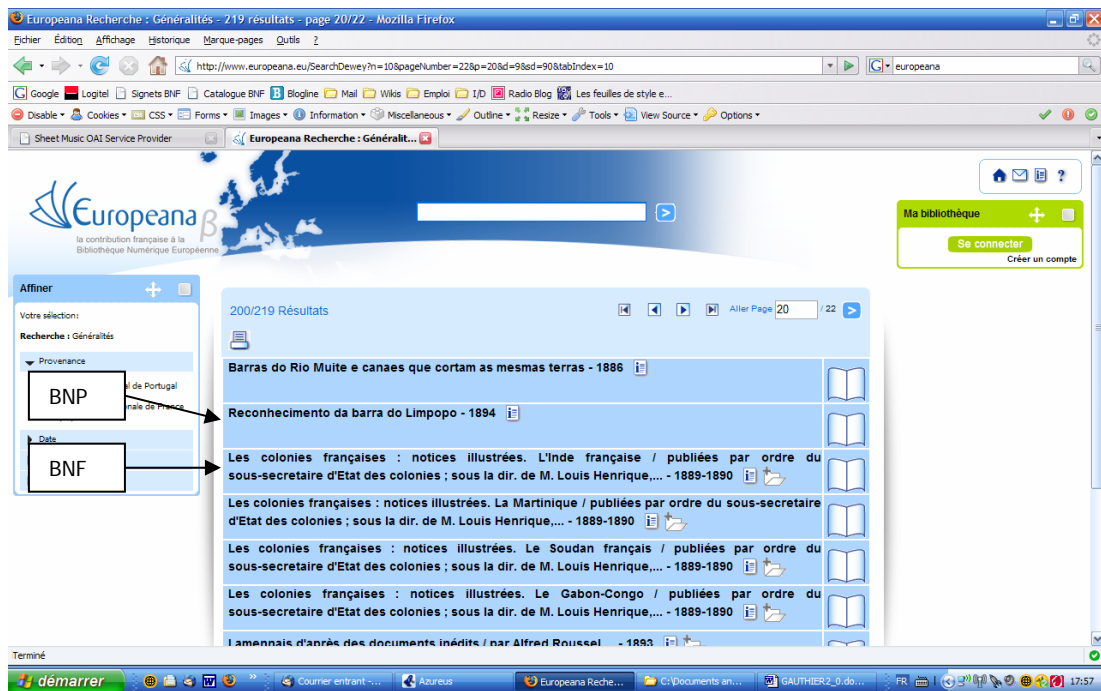 Europeana Recherche : Généralités - 219 résultats - page 20/22 - Mozilla Firefox
Fichier Édition Affichage Historique Marque-pages Outils ?
http://www.europeana.eu/SearchDewey?n=10&pageNumber=22&p=20&d=9&sd=90&tabIndex=10
europeana
Google Logitel Signets BNF Catalogue BNF Blogline Mail Wikis Emploi I/D Radio Blog Les feuilles de style e...
Disable Cookies CSS Forms Images Information Miscellaneous Outline Resize Tools View Source Options
Sheet Music OAI Service Provider
Europeana Recherche : Généralit...
Europeana β
la contribution française à la
Bibliothèque Numérique Européenne
Ma bibliothèque
Se connecter
Créer un compte
Affiner
Votre sélection:
Recherche : Généralités
Provenance
al de Portugal
BNP
nale de France
Date
BNF
200/219 Résultats
Aller Page 20 / 22
Barras do Rio Muite e canaes que cortam as mesmas terras - 1886
Reconhecimento da barra do Limpopo - 1894
Les colonies françaises : notices illustrées. L'Inde française / publiées par ordre du
sous-secretaire d'Etat des colonies ; sous la dir. de M. Louis Henrique,... - 1889-1890
Les colonies françaises : notices illustrées. La Martinique / publiées par ordre du sous-secretaire
d'Etat des colonies ; sous la dir. de M. Louis Henrique,... - 1889-1890
Les colonies françaises : notices illustrées. Le Soudan français / publiées par ordre du
sous-secretaire d'Etat des colonies ; sous la dir. de M. Louis Henrique,... - 1889-1890
Les colonies françaises : notices illustrées. Le Gabon-Congo / publiées par ordre du
sous-secretaire d'Etat des colonies ; sous la dir. de M. Louis Henrique,... - 1889-1890
Lamennais d'après des documents inédits / par Alfred Roussel,... - 1893
Terminé
démarrer
Courrier entrant -...
Azureus
Europeana Reche...
C:\Documents an...
GAUTHIER2_0.do...
FR
17:57